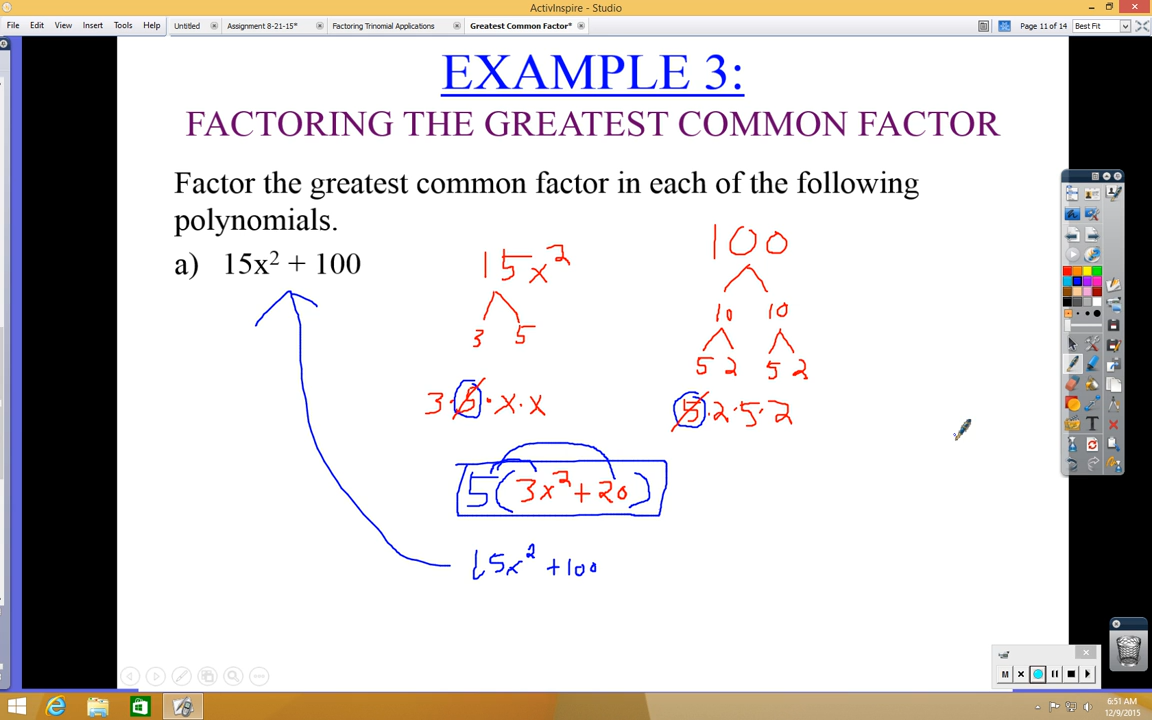 ActivInspire - Studio
File Edit View Insert Tools Help Untitled Assignment 8-21-15* Factoring Trinomial Applications Greatest Common Factor* Page 11 of 14 Best Fit
EXAMPLE 3:
FACTORING THE GREATEST COMMON FACTOR
Factor the greatest common factor in each of the following
polynomials.
a) 15x² + 100
15x²
100
3 5
10 10
5 2 5 2
3·5·x·x
5·2·5·2
5(3x²+20)
15x²+100
M
6:51 AM
12/9/2015